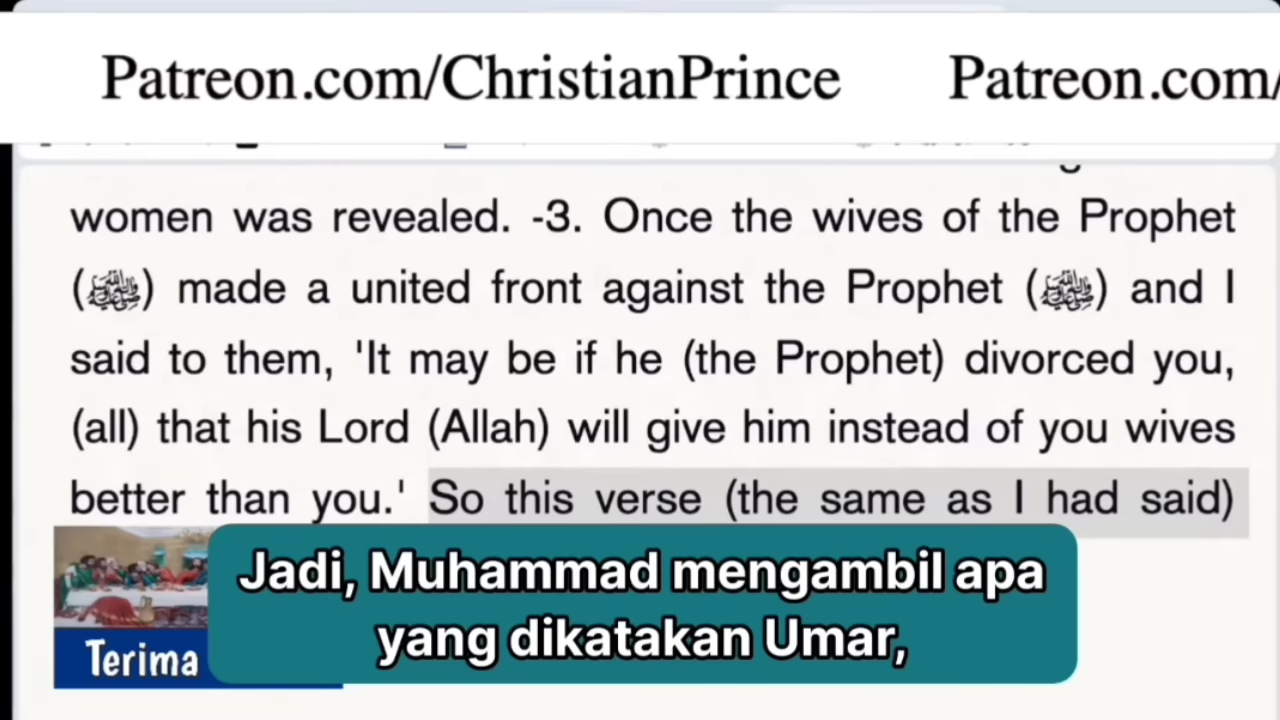 Patreon.com/ChristianPrince Patreon.com/
women was revealed. -3. Once the wives of the Prophet
(ﷺ) made a united front against the Prophet (ﷺ) and I
said to them, 'It may be if he (the Prophet) divorced you,
(all) that his Lord (Allah) will give him instead of you wives
better than you.' So this verse (the same as I had said)
Jadi, Muhammad mengambil apa
yang dikatakan Umar,
Terima